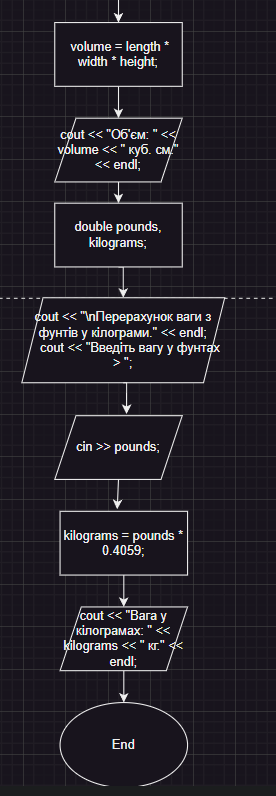 volume = length *
width * height;
cout << "Об'єм: " <<
volume << " куб. см."
<< endl;
double pounds,
kilograms;
cout << "\nПерерахунок ваги з
фунтів у кілограми." << endl;
cout << "Введіть вагу у фунтах
> ";
cin >> pounds;
kilograms = pounds *
0.4059;
cout << "Вага у
кілограмах: " <<
kilograms << " кг." <<
endl;
End